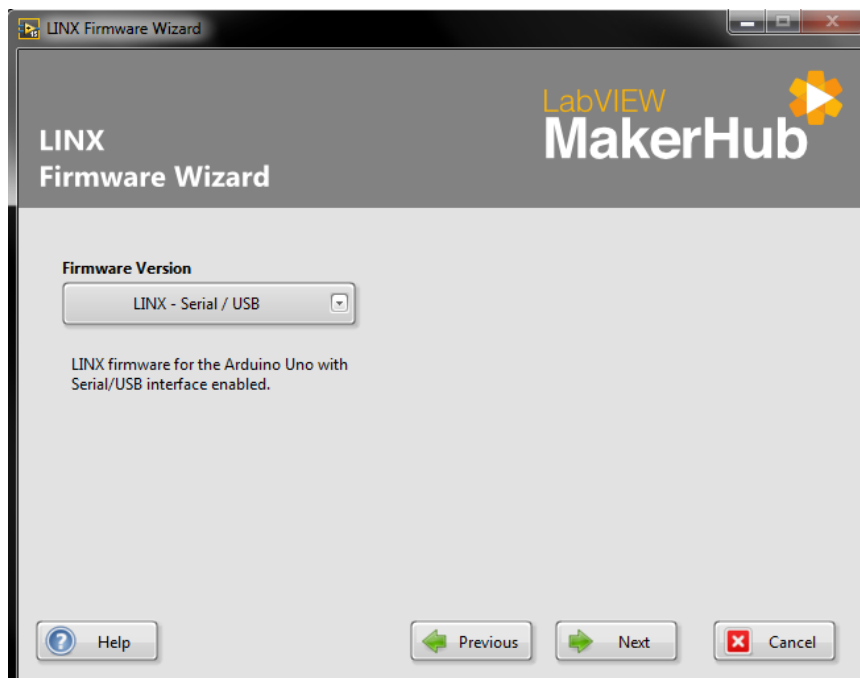 LINX Firmware Wizard
LabVIEW
MakerHub
LINX
Firmware Wizard
Firmware Version
LINX - Serial / USB
LINX firmware for the Arduino Uno with
Serial/USB interface enabled.
Help
Previous
Next
Cancel